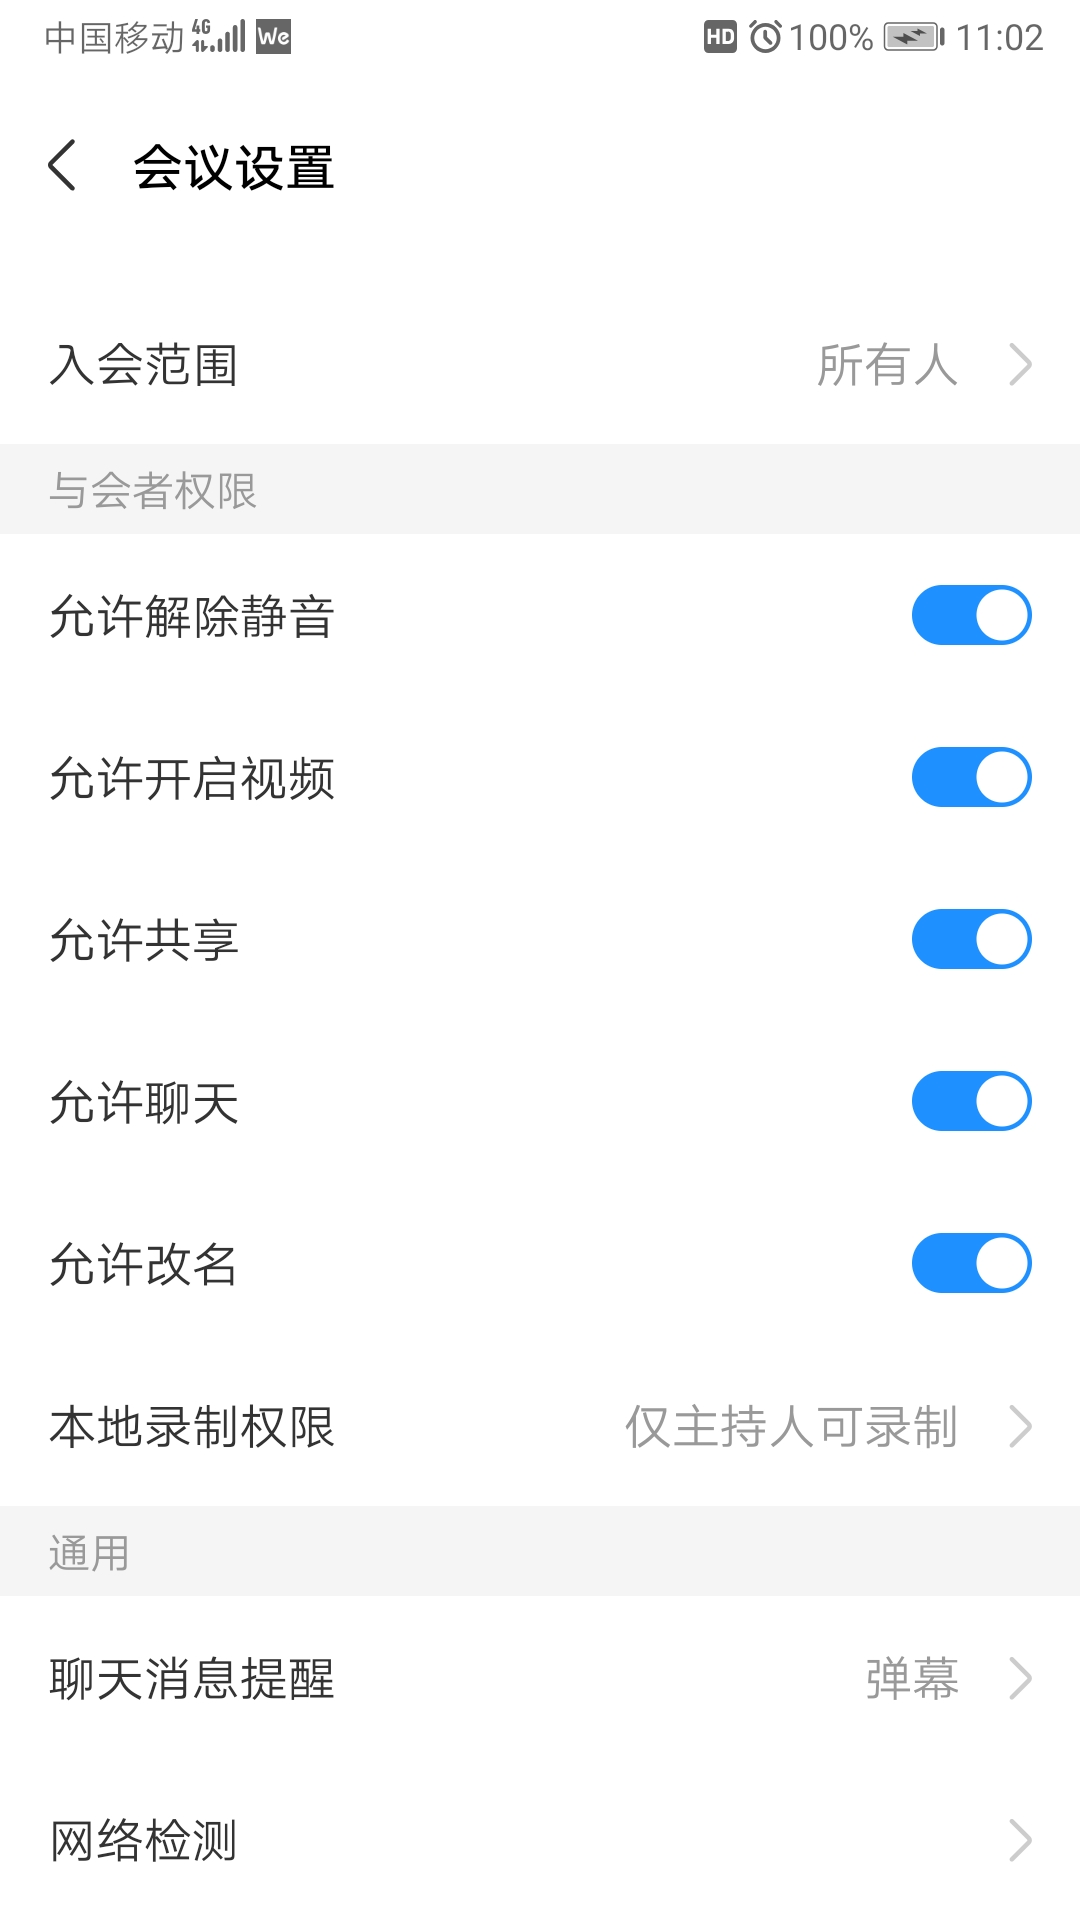 中国移动 4G We HD 100% 11:02
会议设置
入会范围 所有人
与会者权限
允许解除静音
允许开启视频
允许共享
允许聊天
允许改名
本地录制权限 仅主持人可录制
通用
聊天消息提醒 弹幕
网络检测